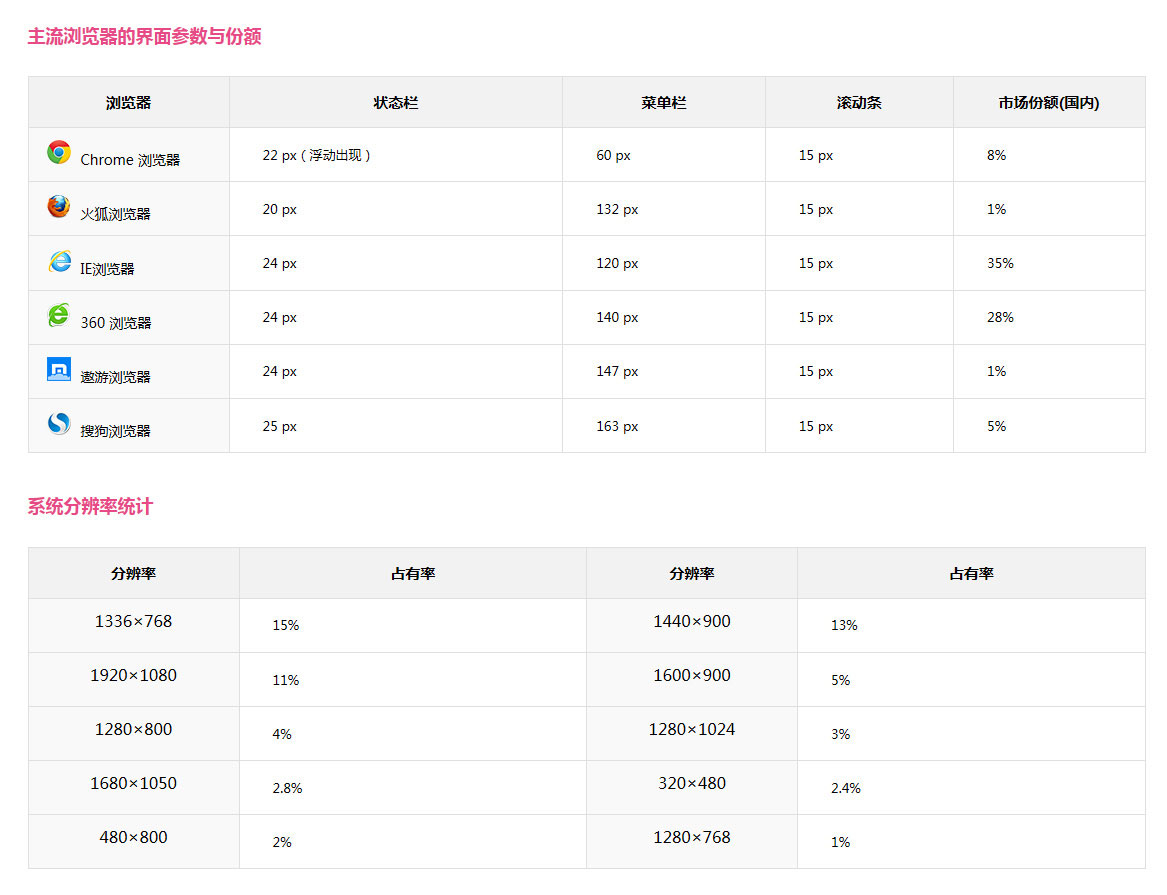 主流浏览器的界面参数与份额
浏览器 状态栏 菜单栏 滚动条 市场份额(国内)
Chrome 浏览器 22 px ( 浮动出现 ) 60 px 15 px 8%
火狐浏览器 20 px 132 px 15 px 1%
IE浏览器 24 px 120 px 15 px 35%
360 浏览器 24 px 140 px 15 px 28%
遨游浏览器 24 px 147 px 15 px 1%
搜狗浏览器 25 px 163 px 15 px 5%
系统分辨率统计
分辨率 占有率 分辨率 占有率
1336×768 15% 1440×900 13%
1920×1080 11% 1600×900 5%
1280×800 4% 1280×1024 3%
1680×1050 2.8% 320×480 2.4%
480×800 2% 1280×768 1%